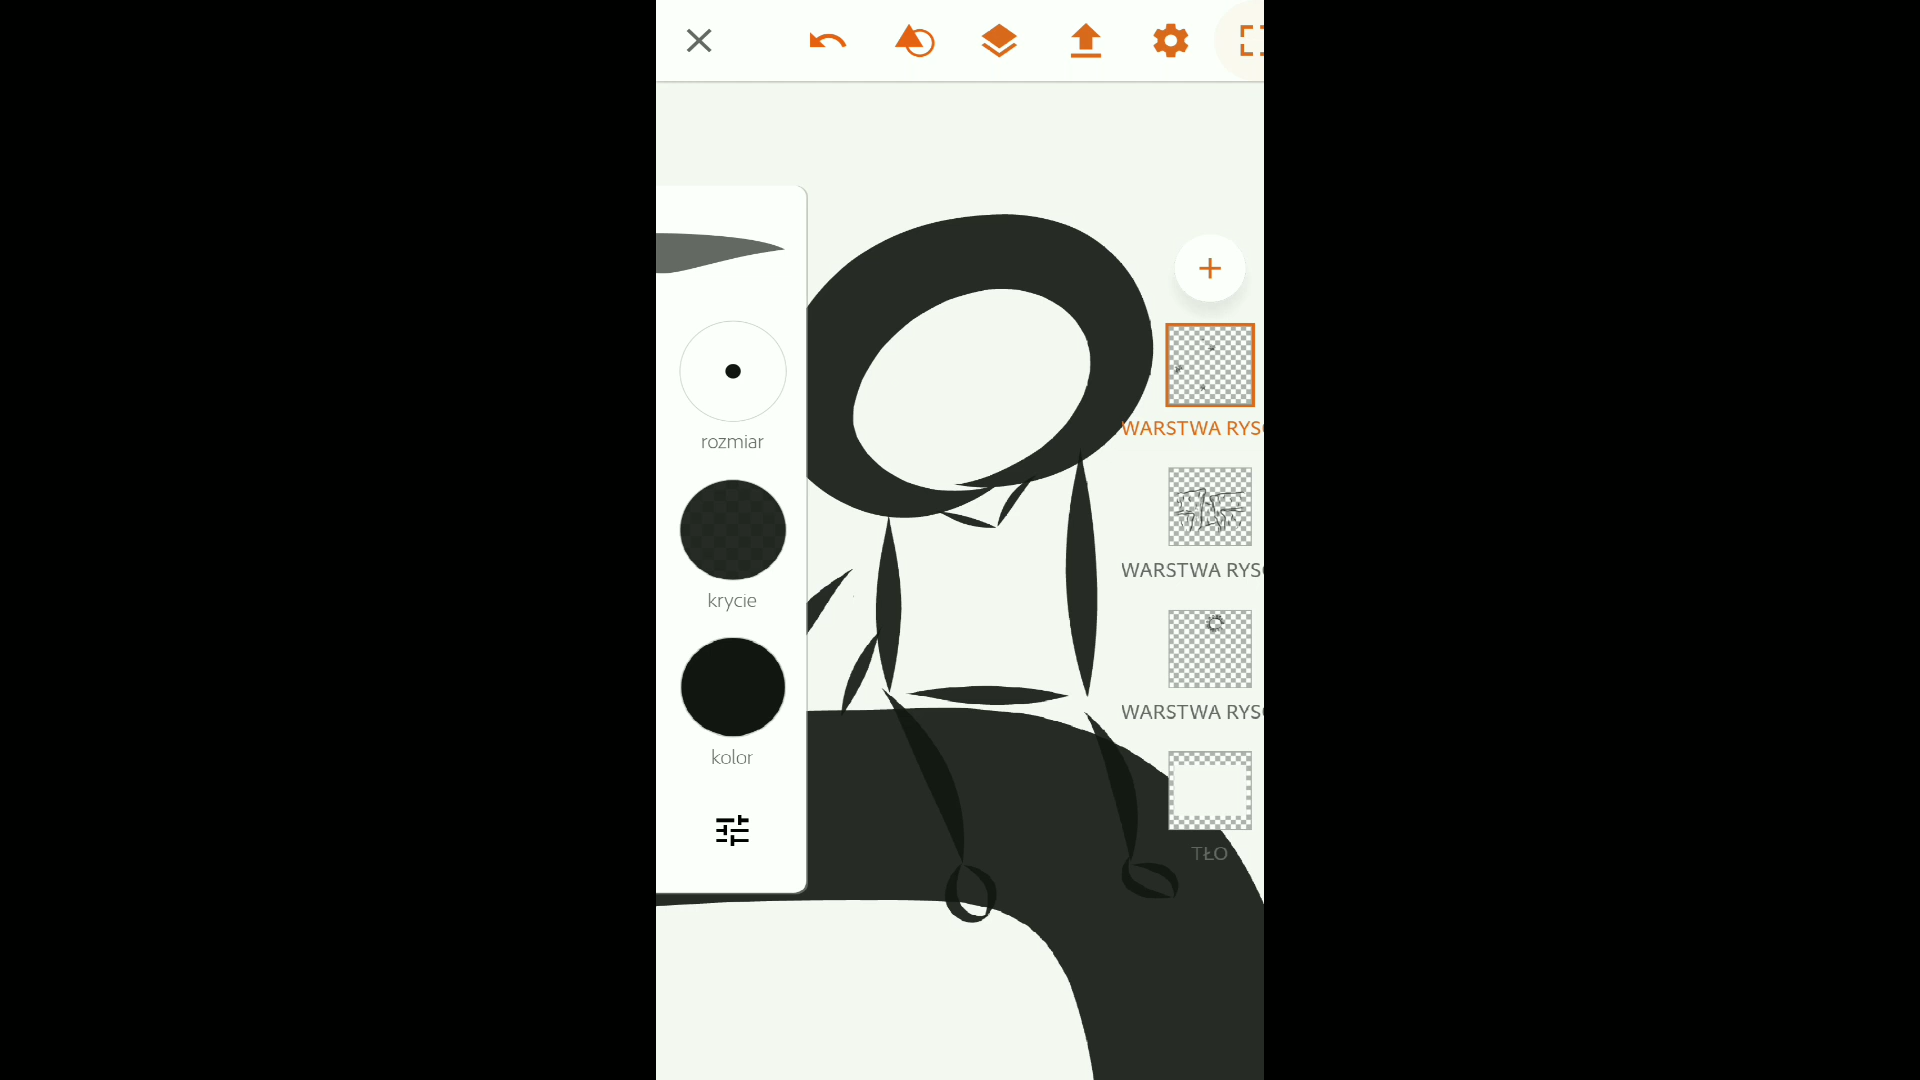 WARSTWA RYS
rozmiar
WARSTWA RYS
krycie
WARSTWA RYS
kolor
TŁO